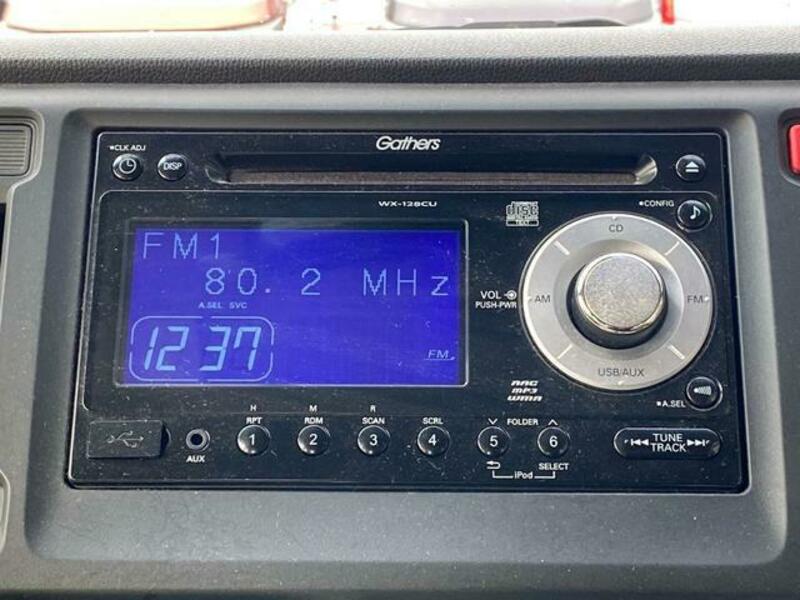 Gathers
•CLK ADJ
DISP
WX-128CU
DISC
TEXT
•CONFIG
CD
FM1
80. 2 MHz
A.SEL SVC
12 37
FM
VOL
PUSH-PWR
AM
FM
USB/AUX
AAC
MP3
WMA
•A.SEL
AUX
H
RPT
1
M
RDM
2
R
SCAN
3
SCRL
4
5
FOLDER
6
iPod
SELECT
TUNE
TRACK